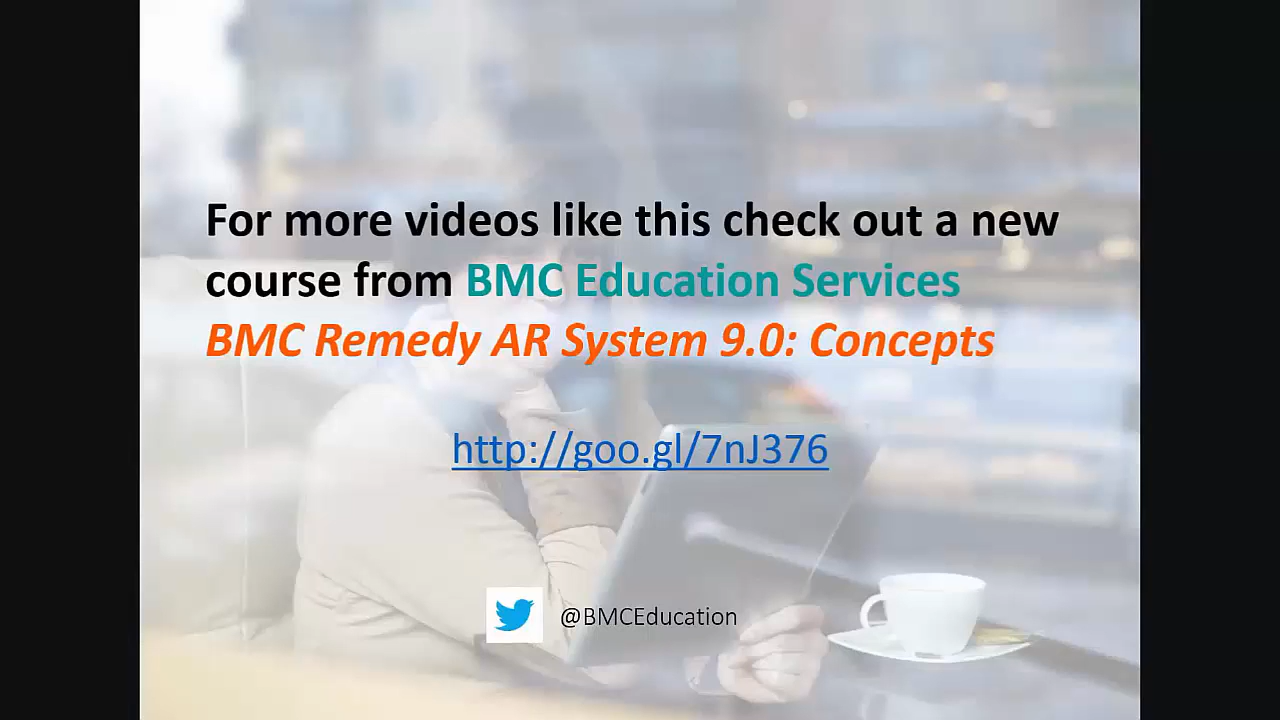 For more videos like this check out a new
course from BMC Education Services
BMC Remedy AR System 9.0: Concepts
http://goo.gl/7nJ376
@BMCEducation